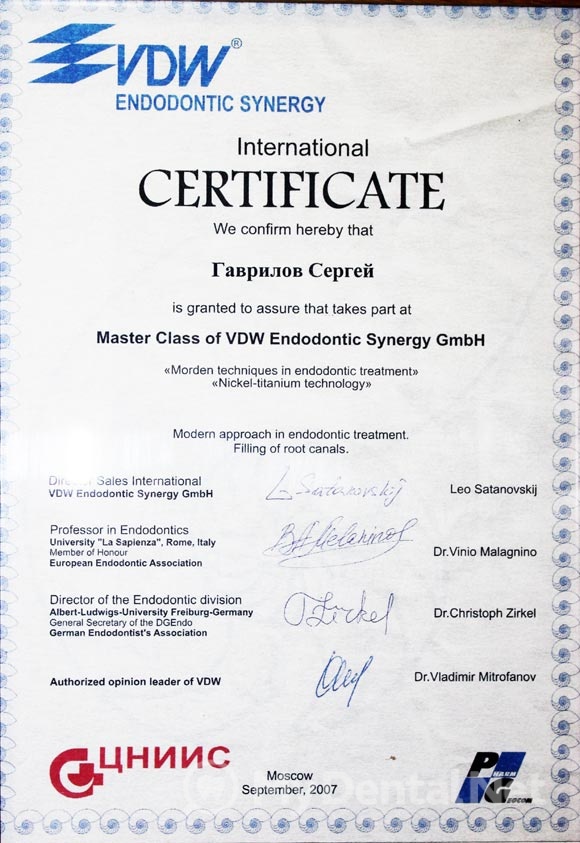 VDW®
ENDODONTIC SYNERGY
International
CERTIFICATE
We confirm hereby that
Гаврилов Сергей
is granted to assure that takes part at
Master Class of VDW Endodontic Synergy GmbH
«Morden techniques in endodontic treatment»
«Nickel-titanium technology»
Modern approach in endodontic treatment.
Filling of root canals.
Director Sales International
VDW Endodontic Synergy GmbH
L. Satanovskij
Leo Satanovskij
Professor in Endodontics
University "La Sapienza", Rome, Italy
Member of Honour
European Endodontic Association
Dr.Vinio Malagnino
Director of the Endodontic division
Albert-Ludwigs-University Freiburg-Germany
General Secretary of the DGEndo
German Endodontist's Association
Zirkel
Dr.Christoph Zirkel
Authorized opinion leader of VDW
Dr.Vladimir Mitrofanov
ЦНИИС
Moscow
September, 2007